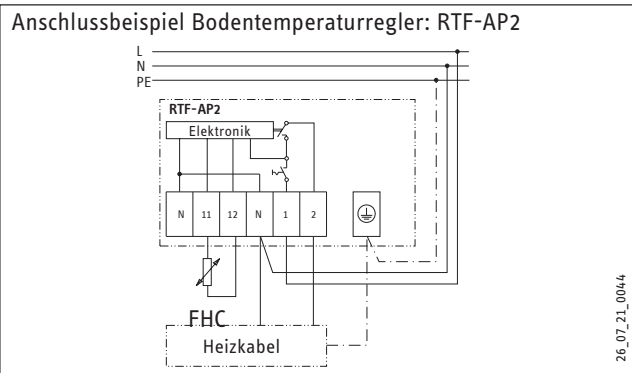 Anschlussbeispiel Bodentemperaturregler: RTF-AP2
L
N
PE
RTF-AP2
Elektronik
N 11 12 N 1 2
FHC
Heizkabel
26_07_21_0044